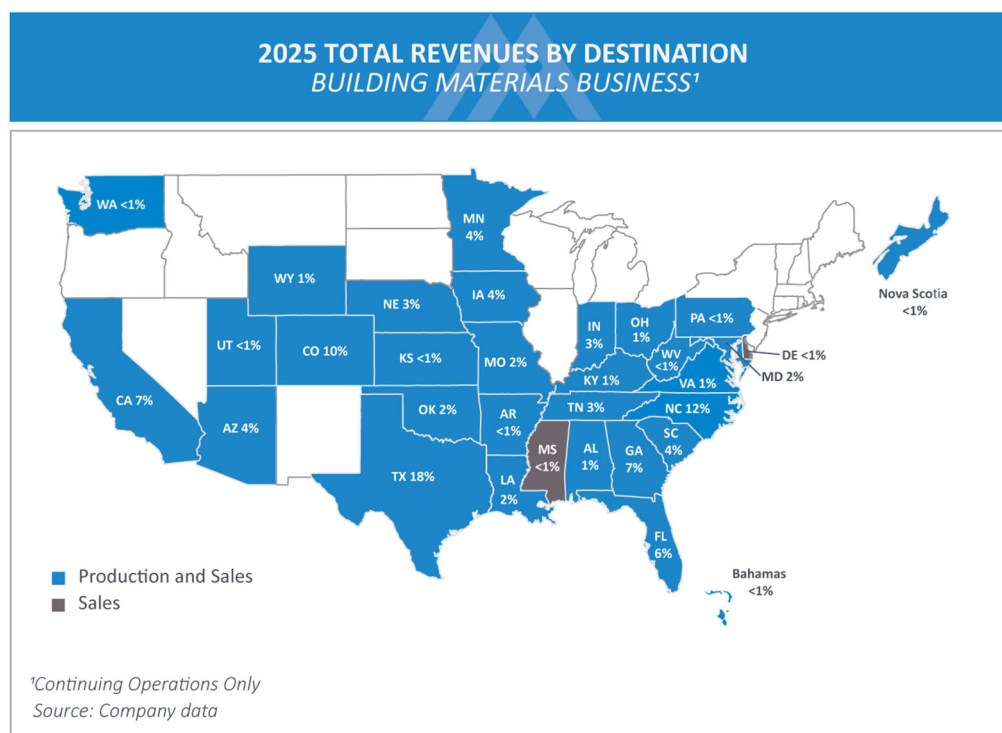 2025 TOTAL REVENUES BY DESTINATION
BUILDING MATERIALS BUSINESS¹
WA <1%
MN
4%
WY 1%
IA 4%
NE 3%
Nova Scotia
<1%
PA <1%
OH
1%
IN
3%
UT <1%
CO 10%
KS <1%
MO 2%
WV
<1%
DE <1%
MD 2%
KY 1%
VA 1%
CA 7%
AZ 4%
OK 2%
AR
<1%
TN 3%
NC 12%
SC
4%
MS
<1%
AL
1%
GA
7%
TX 18%
LA
2%
FL
6%
Bahamas
<1%
Production and Sales
Sales
¹Continuing Operations Only
Source: Company data